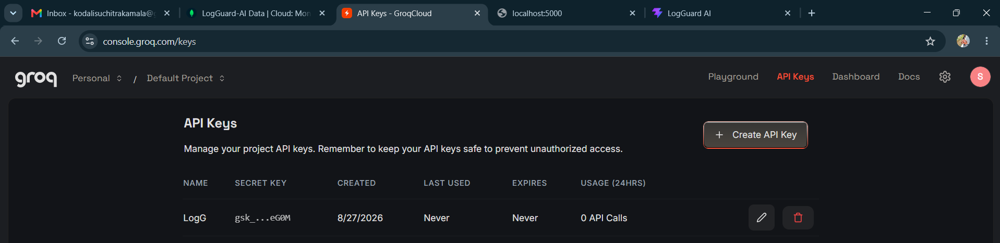 Inbox - kodalisuchitrakamala@g
LogGuard-AI Data | Cloud: Mon
API Keys - GroqCloud
localhost:5000
LogGuard AI
console.groq.com/keys
groq
Personal / Default Project
Playground
API Keys
Dashboard
Docs
S
API Keys
+ Create API Key
Manage your project API keys. Remember to keep your API keys safe to prevent unauthorized access.
NAME SECRET KEY CREATED LAST USED EXPIRES USAGE (24HRS)
LogG gsk_...eG0M 8/27/2026 Never Never 0 API Calls